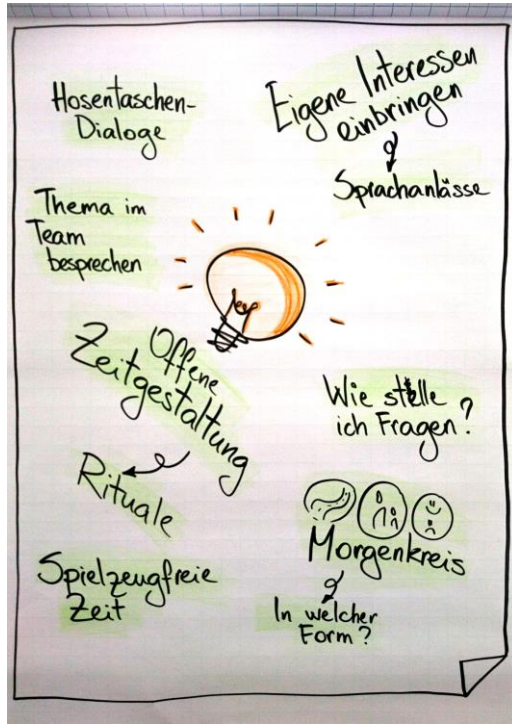 Hosentaschen-
Dialoge
Eigene Interessen
einbringen
Sprachanlässe
Thema im
Team
besprechen
Offene
Zeitgestaltung
Rituale
Wie stelle
ich Fragen?
Morgenkreis
In welcher
Form?
Spielzeugfreie
Zeit